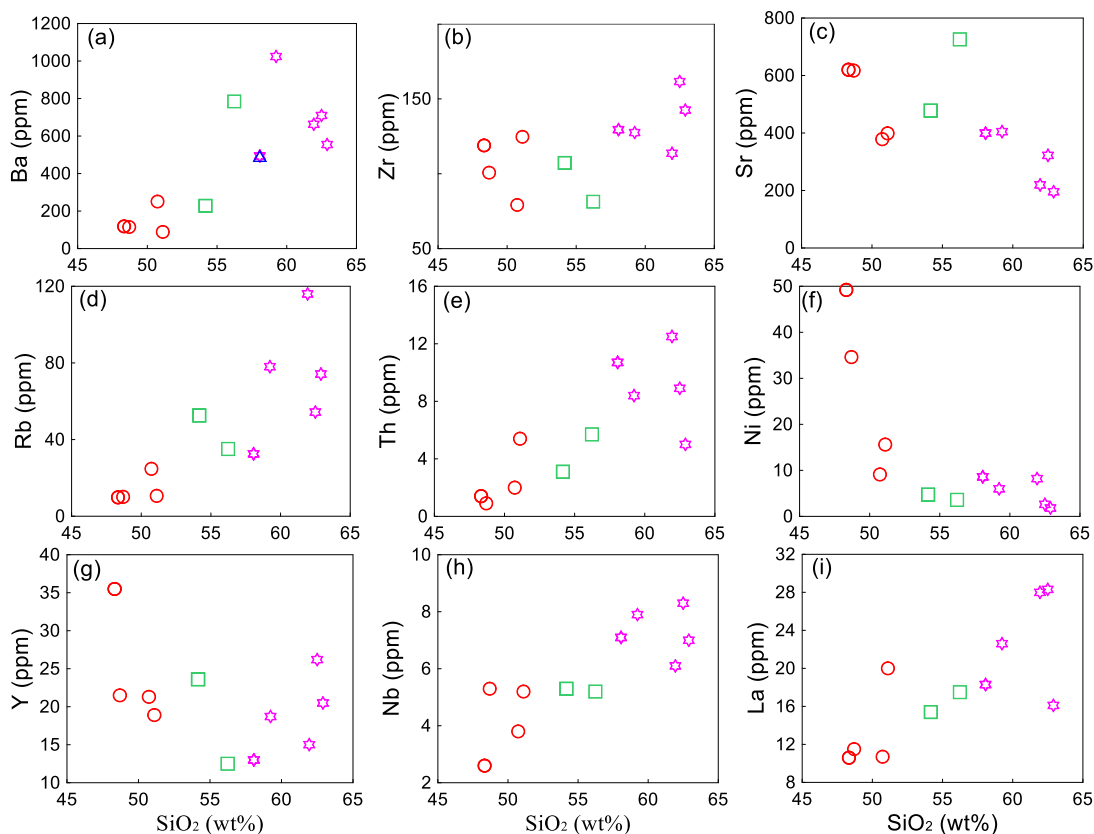 (a)
Ba (ppm)
1200
1000
800
600
400
200
0
45 50 55 60 65
(b)
Zr (ppm)
150
50
45 50 55 60 65
(c)
Sr (ppm)
800
600
400
200
0
45 50 55 60 65
(d)
Rb (ppm)
120
80
40
0
45 50 55 60 65
(e)
Th (ppm)
16
12
8
4
0
45 50 55 60 65
(f)
Ni (ppm)
50
40
30
20
10
0
45 50 55 60 65
(g)
Y (ppm)
40
35
30
25
20
15
10
45 50 55 60 65
SiO₂ (wt%)
(h)
Nb (ppm)
10
8
6
4
2
45 50 55 60 65
SiO₂ (wt%)
(i)
La (ppm)
32
28
24
20
16
12
8
45 50 55 60 65
SiO₂ (wt%)